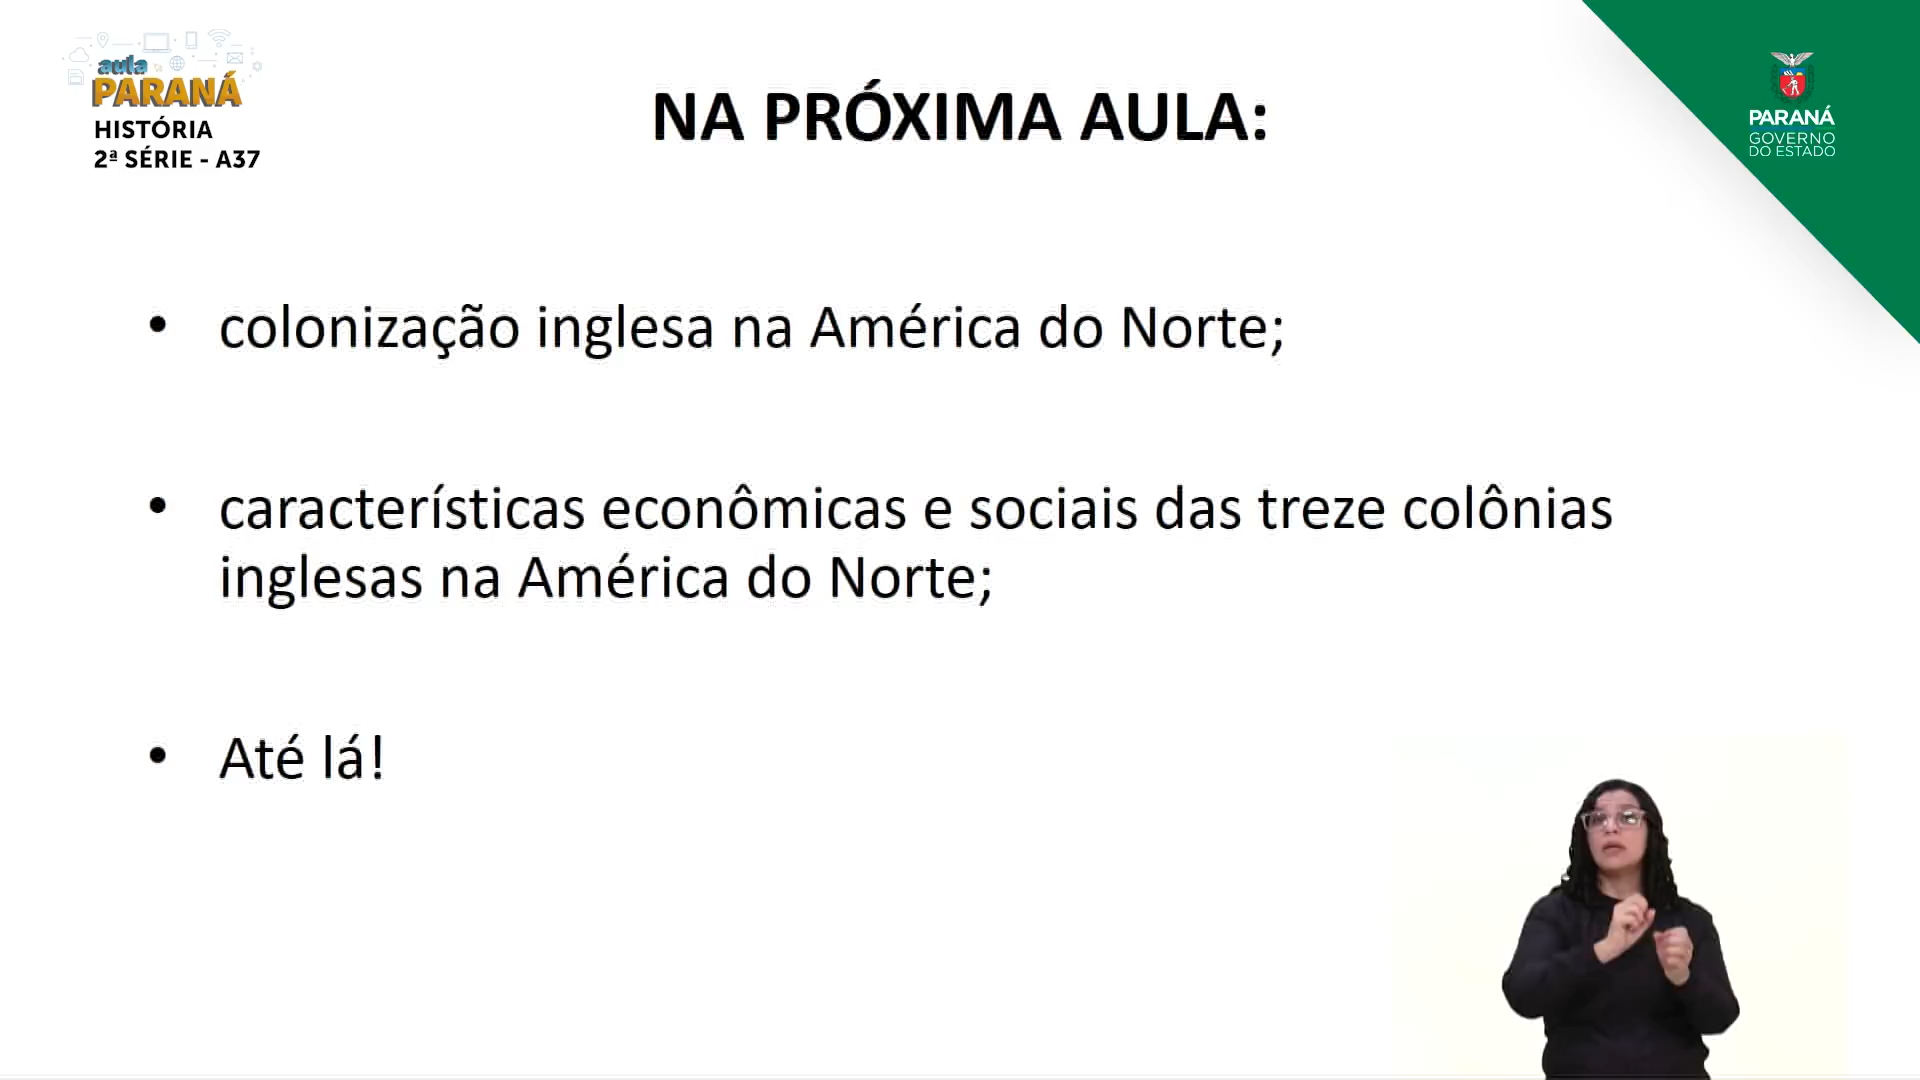 aula
PARANÁ
HISTÓRIA
2ª SÉRIE - A37
NA PRÓXIMA AULA:
PARANÁ
GOVERNO
DO ESTADO
• colonização inglesa na América do Norte;
• características econômicas e sociais das treze colônias
inglesas na América do Norte;
• Até lá!